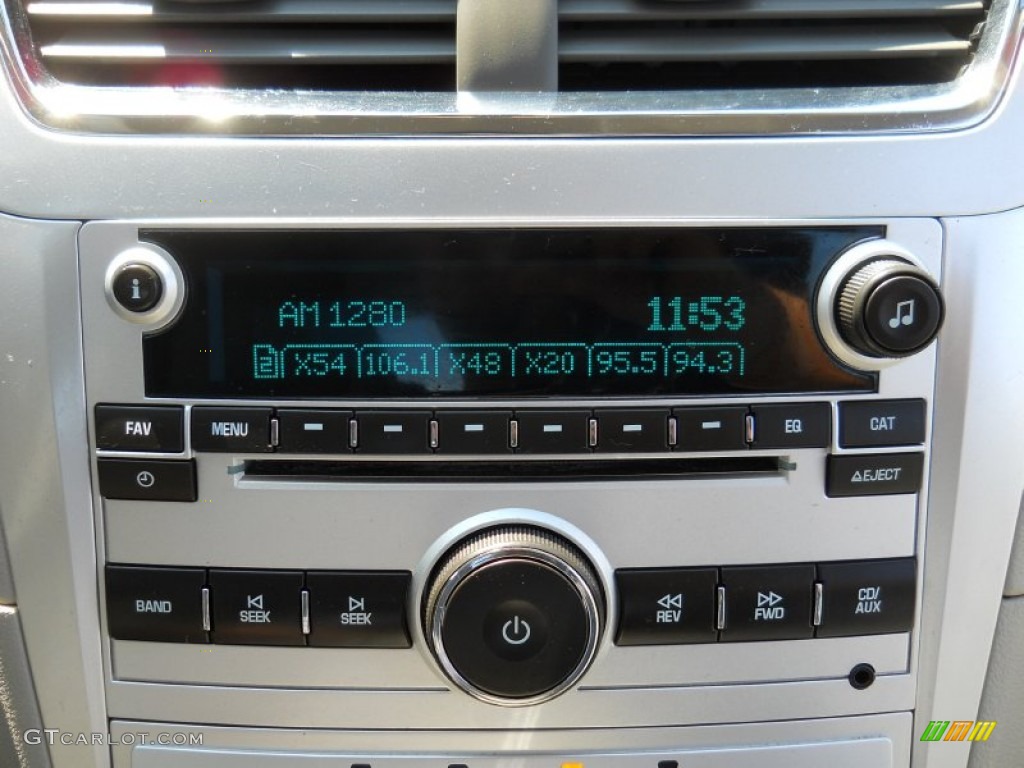 i
AM 1280 11:53
2 X54 106.1 X48 X20 95.5 94.3
FAV MENU EQ CAT
EJECT
BAND SEEK SEEK REV FWD CD/
AUX
GTCARLOT.COM